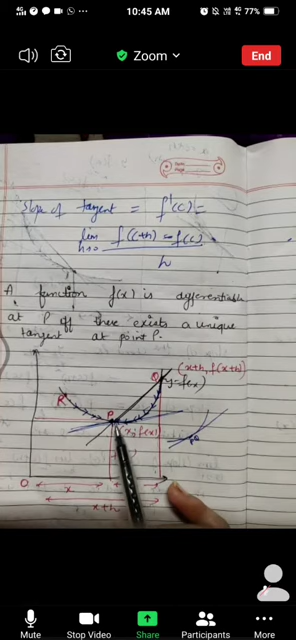 10:45 AM
77%
Zoom
End
Slope of tangent = f'(c) =
lim f(c+h) - f(c)
h→0
h
A function f(x) is differentiable
at P iff there exists a unique
tangent at point P.
(x+h, f(x+h))
Q
y=f(x)
R
P
(x, f(x))
O
x
h
x+h
Mute
Stop Video
Share
Participants
More